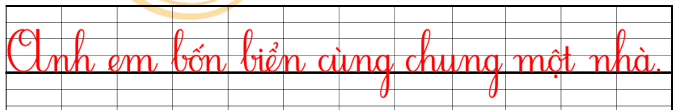 Anh em bốn biển cùng chung một nhà.